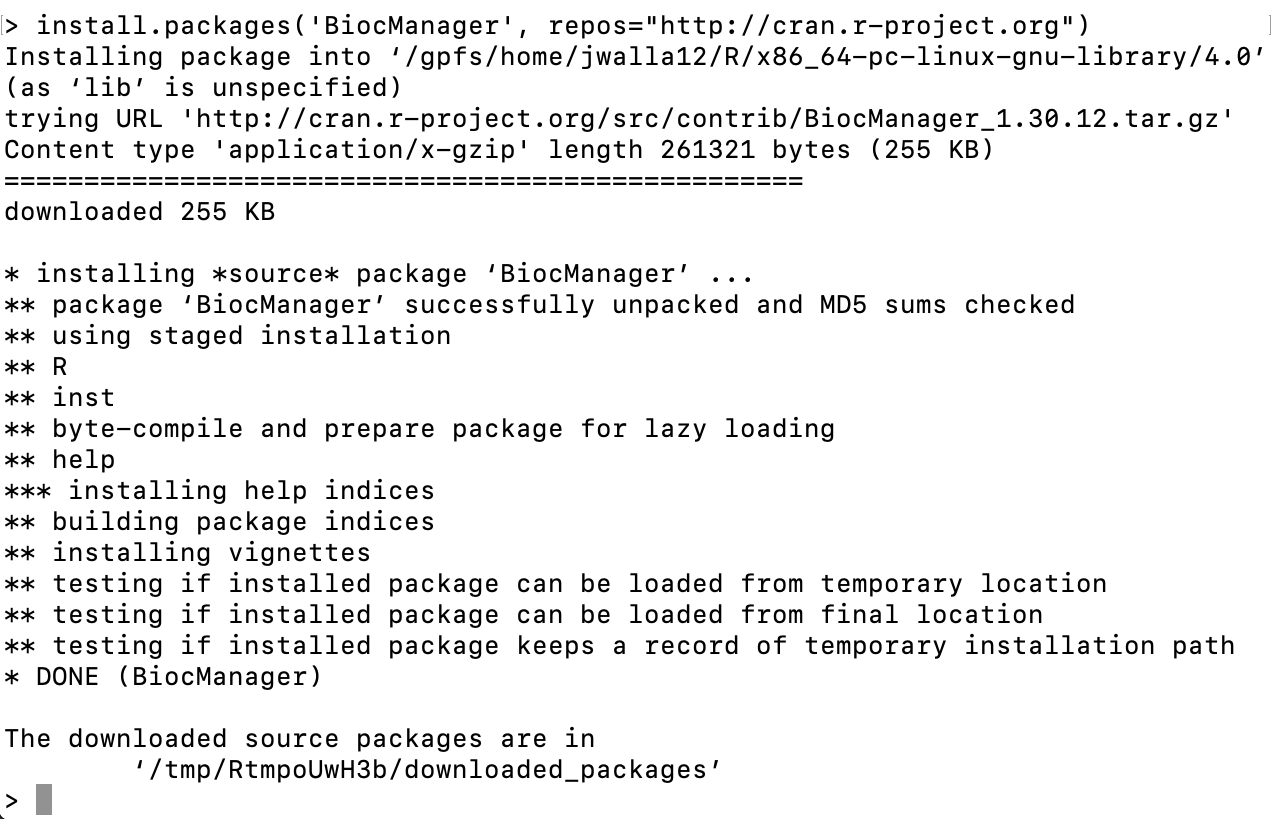 > install.packages('BiocManager', repos="http://cran.r-project.org")
Installing package into ‘/gpfs/home/jwalla12/R/x86_64-pc-linux-gnu-library/4.0’
(as ‘lib’ is unspecified)
trying URL 'http://cran.r-project.org/src/contrib/BiocManager_1.30.12.tar.gz'
Content type 'application/x-gzip' length 261321 bytes (255 KB)
==================================================
downloaded 255 KB

* installing *source* package ‘BiocManager’ ...
** package ‘BiocManager’ successfully unpacked and MD5 sums checked
** using staged installation
** R
** inst
** byte-compile and prepare package for lazy loading
** help
*** installing help indices
** building package indices
** installing vignettes
** testing if installed package can be loaded from temporary location
** testing if installed package can be loaded from final location
** testing if installed package keeps a record of temporary installation path
* DONE (BiocManager)

The downloaded source packages are in
        ‘/tmp/RtmpoUwH3b/downloaded_packages’
>